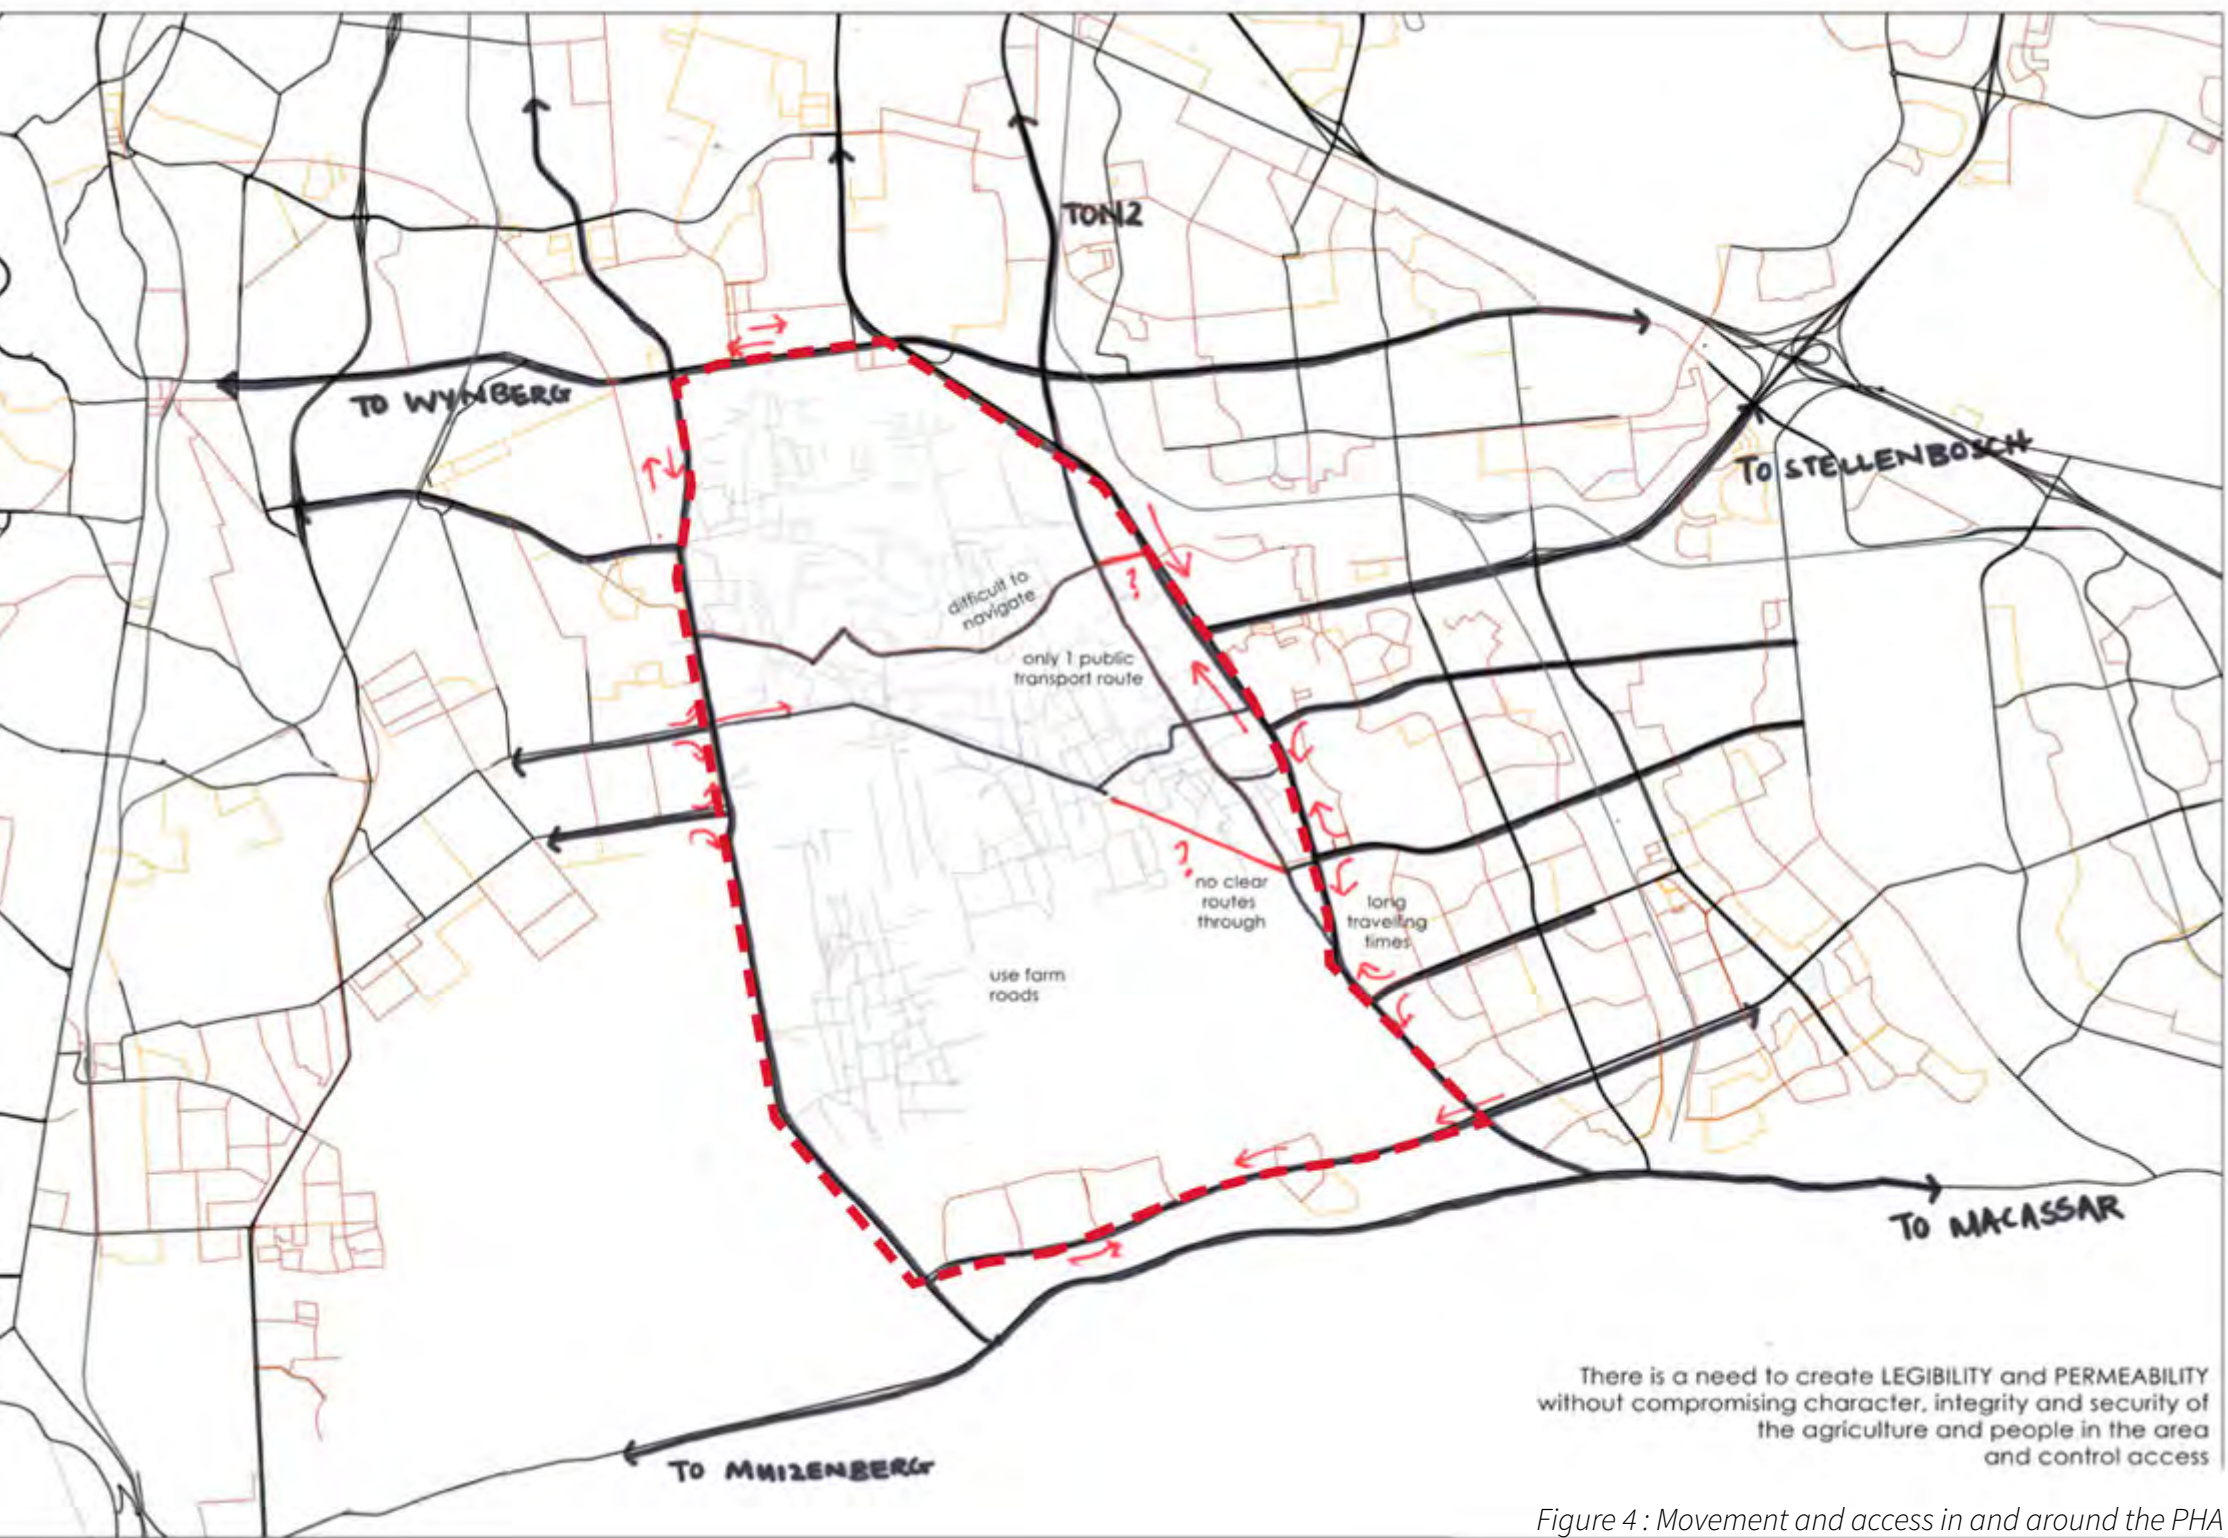 TO N2
TO WYNBERG
TO STELLENBOSCH
difficult to
navigate
only 1 public
transport route
?
?
no clear
routes
through
long
travelling
times
use farm
roads
TO MACASSAR
There is a need to create LEGIBILITY and PERMEABILITY
without compromising character, integrity and security of
the agriculture and people in the area
and control access
TO MUIZENBERG
Figure 4 : Movement and access in and around the PHA